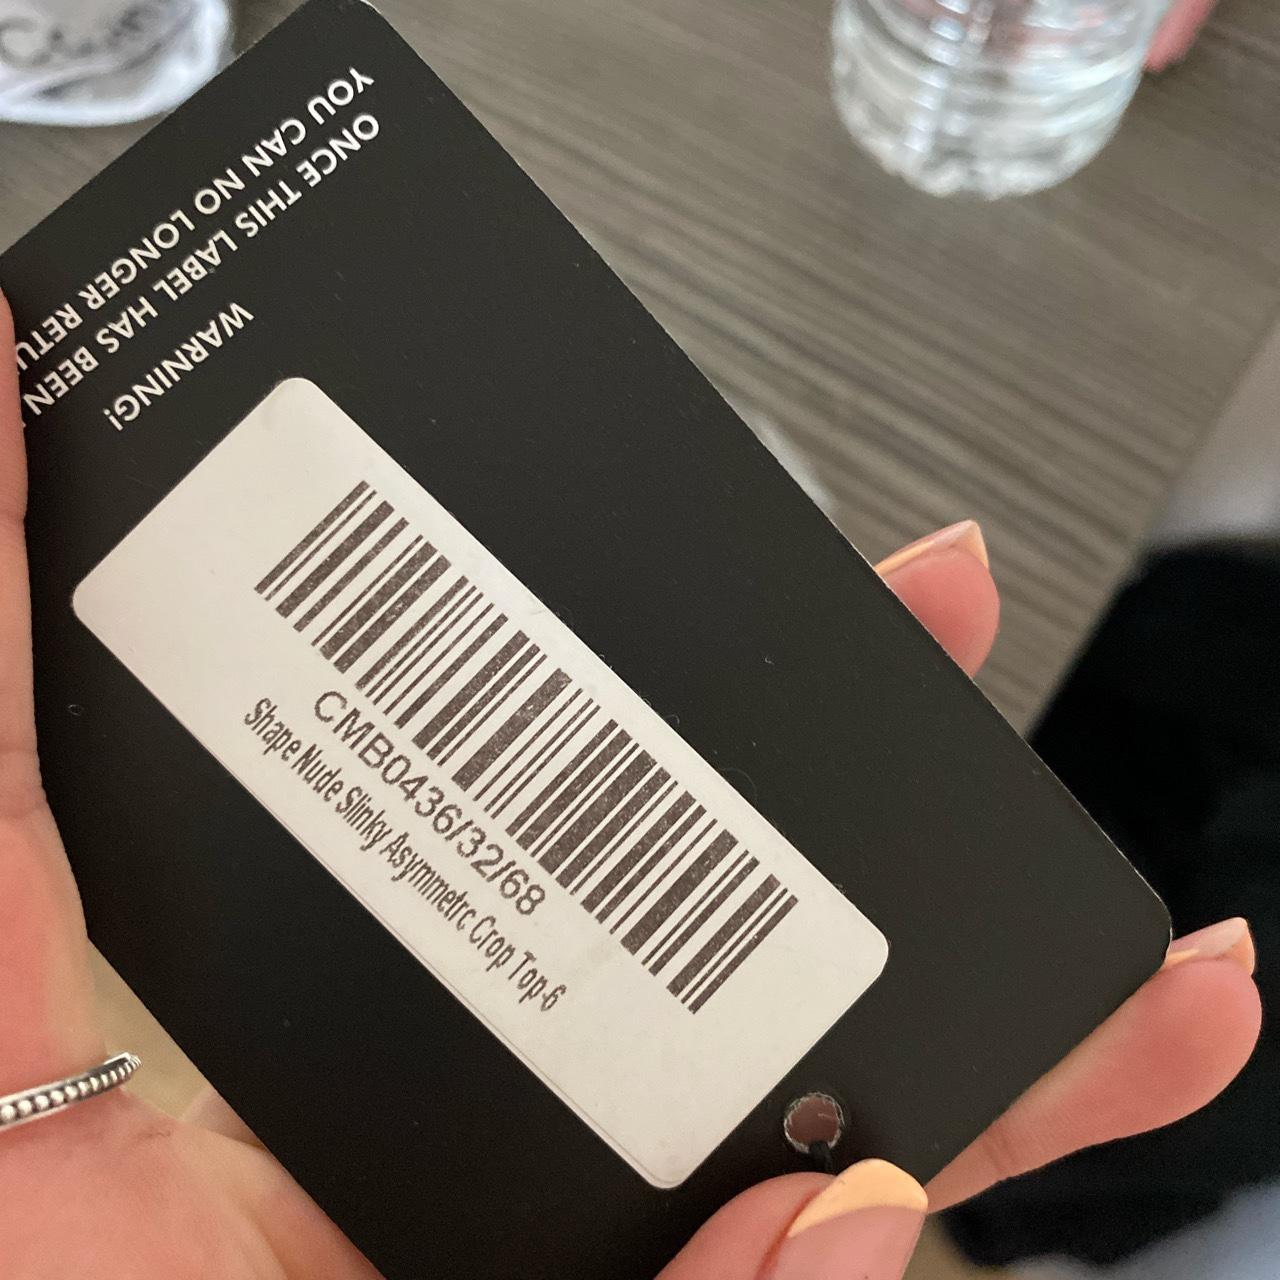 CMB0436/32/68
Shape Nude Slinky Asymmetrc Crop Top-6
WARNING!
ONCE THIS LABEL HAS BEEN
YOU CAN NO LONGER